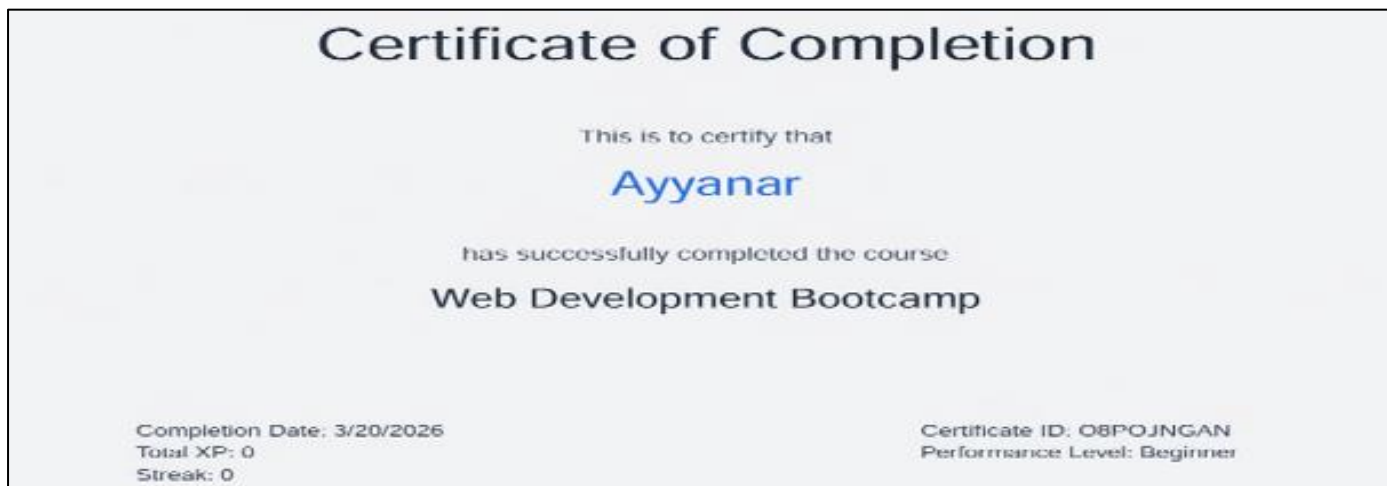 Certificate of Completion
This is to certify that
Ayyanar
has successfully completed the course
Web Development Bootcamp
Completion Date: 3/20/2026
Total XP: 0
Streak: 0
Certificate ID: O8POJNGAN
Performance Level: Beginner